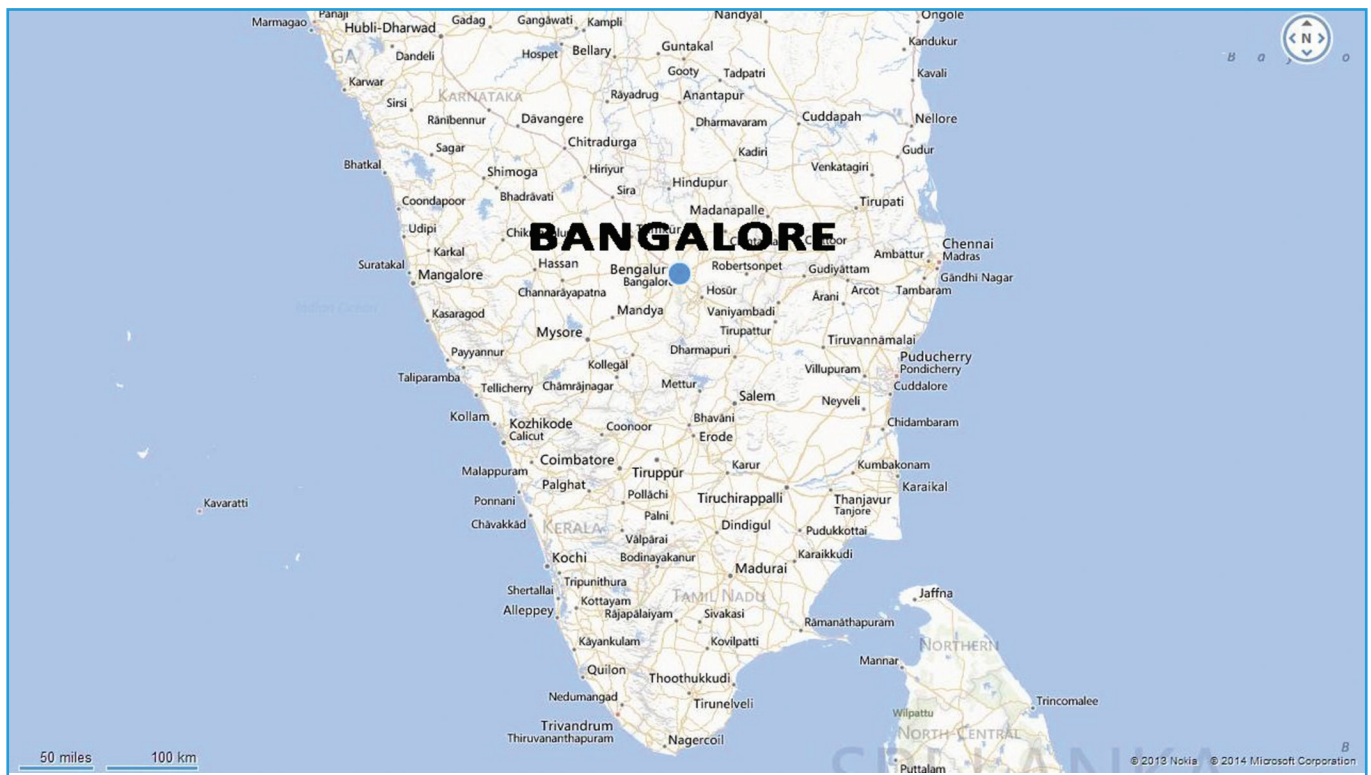 Panaji
Marmagao
Hubli-Dharwad
Gadag
Gangāwati
Kampli
Nandyal
Ongole
N
GA
Dandeli
Hospet
Bellary
Guntakal
Kandukur
B a y o
Karwar
Gooty
Tadpatri
Kavali
KARNATAKA
Sirsi
Rāyadrug
Anantapur
Rānibennur
Dāvangere
Dharmavaram
Cuddapah
Nellore
Sagar
Chitradurga
Kadiri
Gudur
Bhatkal
Shimoga
Hiriyur
Venkatagiri
Bhadrāvati
Sira
Hindupur
Coondapoor
Madanapalle
Tirupati
Udipi
BANGALORE
Karkal
Chennai
Madras
Ambattur
Suratakal
Mangalore
Hassan
Bengalur
Bangalore
Robertsonpet
Gudiyāttam
Gāndhi Nagar
Channarāyapatna
Hosūr
Ārani
Arcot
Tambaram
Kasaragod
Mandya
Vaniyambadi
Mysore
Tirupattur
Tiruvannāmalai
Payyannur
Dharmapuri
Puducherry
Pondicherry
Kollegāl
Villupuram
Taliparamba
Tellicherry
Chāmrājnagar
Mettur
Cuddalore
Salem
Neyveli
Kollam
Kozhikode
Calicut
Coonoor
Bhavāni
Erode
Chidambaram
Coimbatore
Malappuram
Tiruppūr
Karur
Kumbakonam
Palghat
Karaikal
Ponnani
Pollāchi
Tiruchirappalli
Thanjavur
Tanjore
Kavaratti
Chāvakkād
KERALA
Palni
Dindigul
Pudukkottai
Vālpārai
Kochi
Bodinayakanur
Karaikkudi
Madurai
Tripunithura
Shertallai
Kottayam
TAMIL NADU
Jaffna
Alleppey
Rājapālaiyam
Sivakasi
Rāmanāthapuram
Kāyankulam
Kovilpatti
NORTHERN
Mannar
Quilon
Thoothukkudi
Nedumangad
Tirunelveli
Trincomalee
Trivandrum
Thiruvananthapuram
Wilpattu
NORTH CENTRAL
Nagercoil
SRI LANKA
B
50 miles
100 km
Puttalam
© 2013 Nokia © 2014 Microsoft Corporation